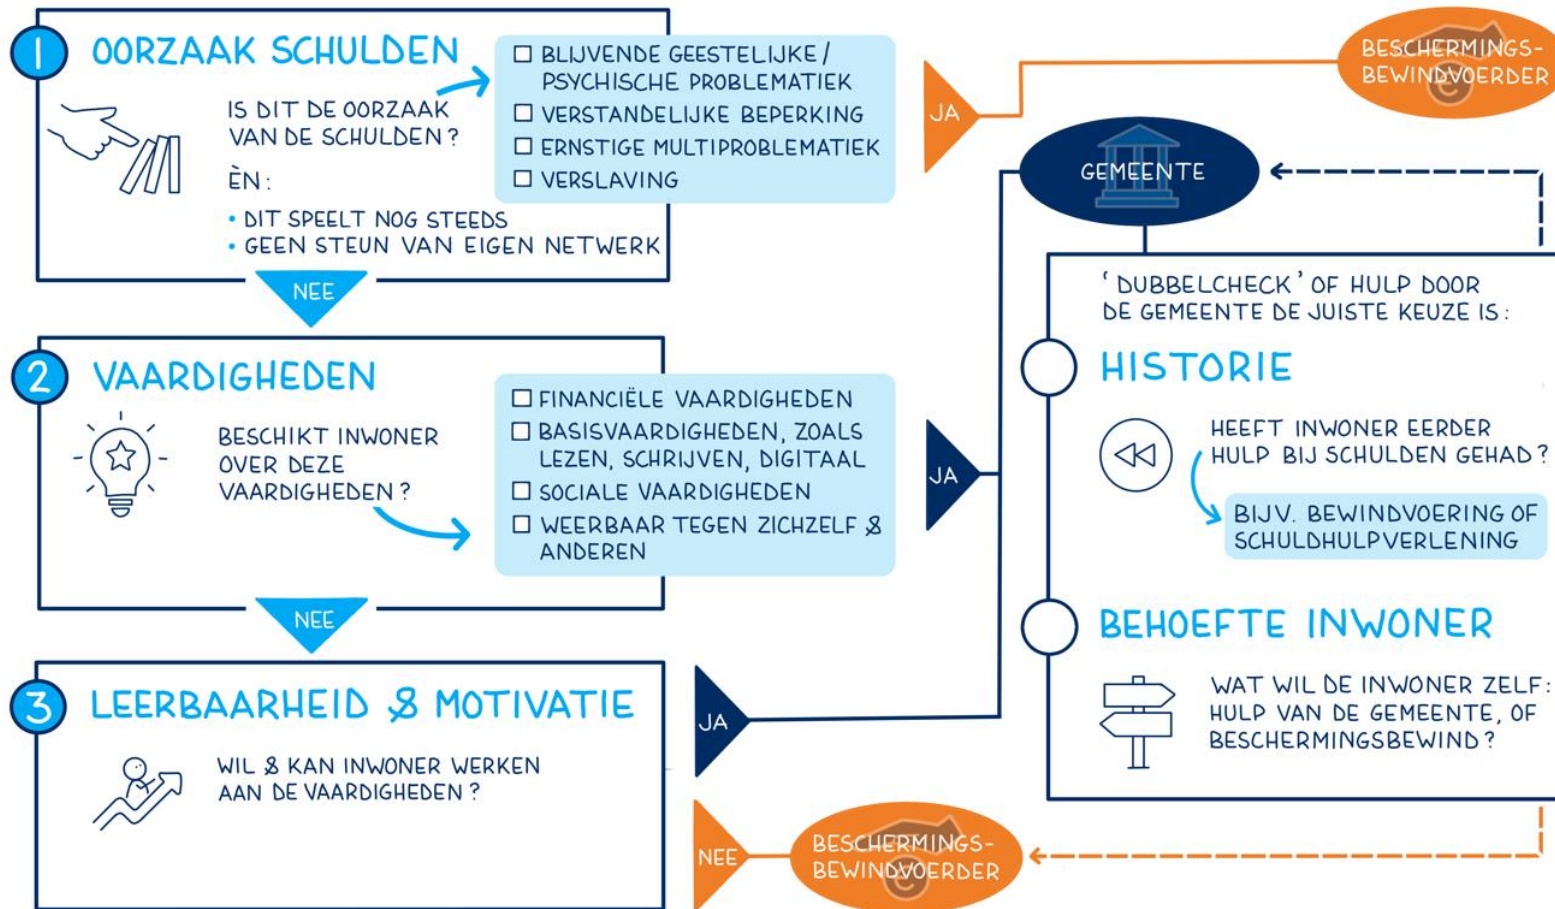 1 OORZAAK SCHULDEN
IS DIT DE OORZAAK
VAN DE SCHULDEN?
ÈN:
• DIT SPEELT NOG STEEDS
• GEEN STEUN VAN EIGEN NETWERK
BLIJVENDE GEESTELIJKE/
PSYCHISCHE PROBLEMATIEK
VERSTANDELIJKE BEPERKING
ERNSTIGE MULTIPROBLEMATIEK
VERSLAVING
JA
BESCHERMINGS-
BEWINDVOERDER
NEE
2 VAARDIGHEDEN
BESCHIKT INWONER
OVER DEZE
VAARDIGHEDEN?
FINANCIËLE VAARDIGHEDEN
BASISVAARDIGHEDEN, ZOALS
LEZEN, SCHRIJVEN, DIGITAAL
SOCIALE VAARDIGHEDEN
WEERBAAR TEGEN ZICHZELF &
ANDEREN
JA
NEE
3 LEERBAARHEID & MOTIVATIE
WIL & KAN INWONER WERKEN
AAN DE VAARDIGHEDEN?
JA
NEE
BESCHERMINGS-
BEWINDVOERDER
GEMEENTE
'DUBBELCHECK' OF HULP DOOR
DE GEMEENTE DE JUISTE KEUZE IS:
HISTORIE
HEEFT INWONER EERDER
HULP BIJ SCHULDEN GEHAD?
BIJV. BEWINDVOERING OF
SCHULDHULPVERLENING
BEHOEFTE INWONER
WAT WIL DE INWONER ZELF:
HULP VAN DE GEMEENTE, OF
BESCHERMINGSBEWIND?